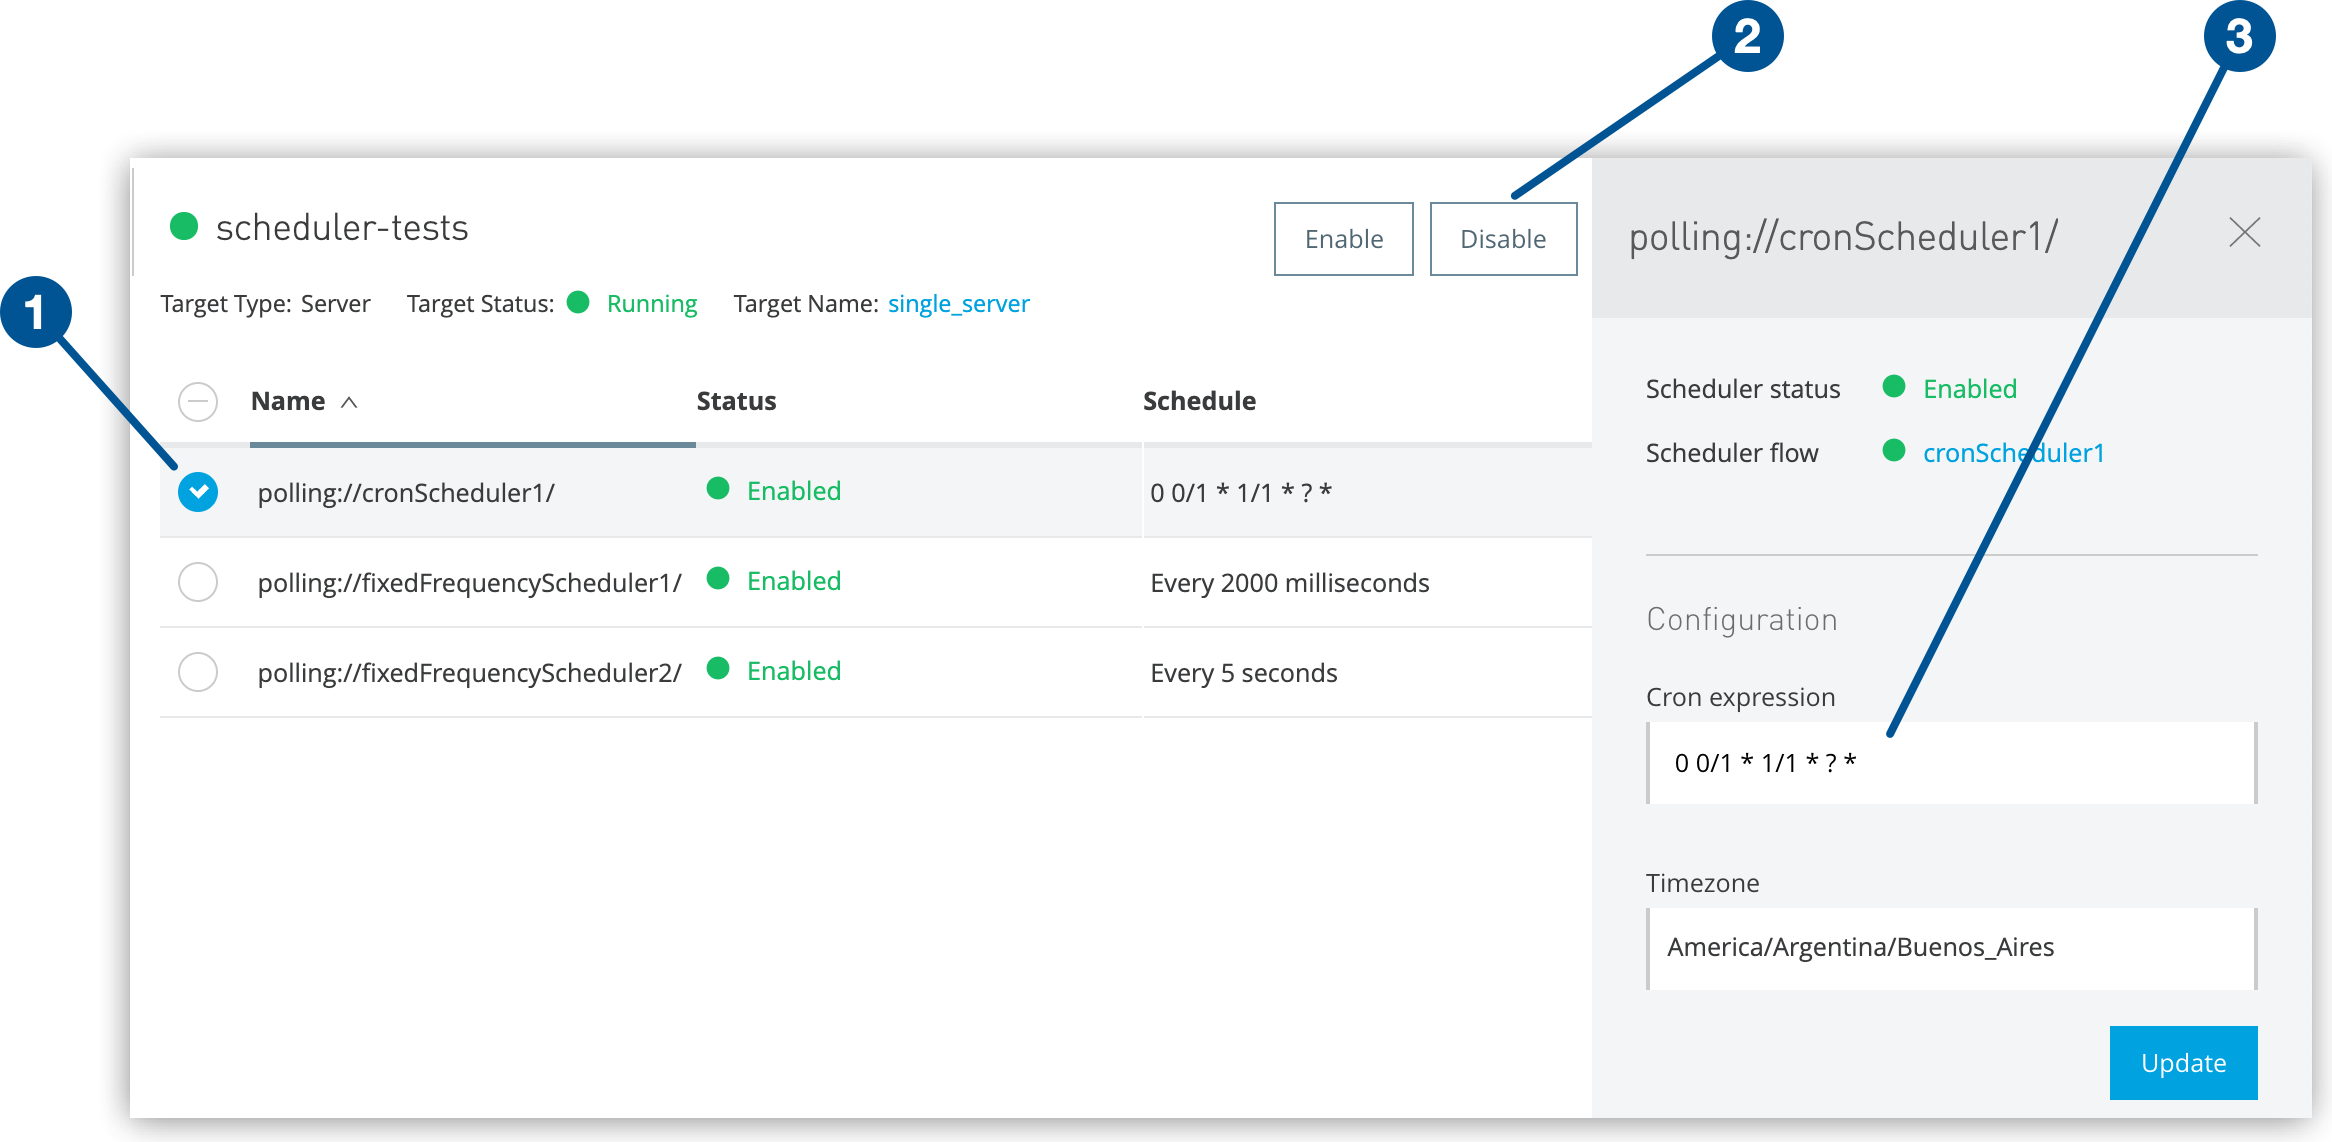 2
3
scheduler-tests
Enable
Disable
polling://cronScheduler1/
1
Target Type: Server Target Status: Running Target Name: single_server
Name Status Schedule
polling://cronScheduler1/ Enabled 0 0/1 * 1/1 * ? *
polling://fixedFrequencyScheduler1/ Enabled Every 2000 milliseconds
polling://fixedFrequencyScheduler2/ Enabled Every 5 seconds
Scheduler status Enabled
Scheduler flow cronScheduler1
Configuration
Cron expression
0 0/1 * 1/1 * ? *
Timezone
America/Argentina/Buenos_Aires
Update